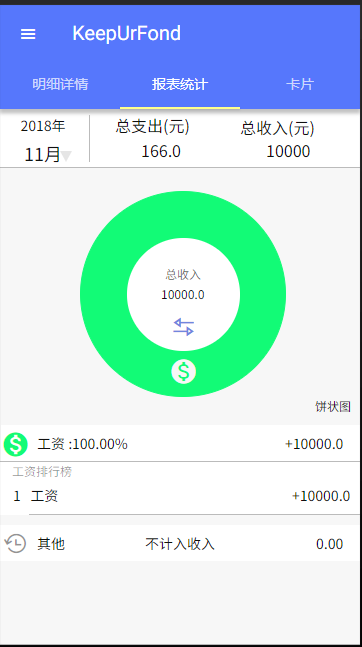 KeepUrFond
明细详情 报表统计 卡片
2018年 总支出(元) 总收入(元)
11月 166.0 10000
总收入
10000.0
饼状图
工资 :100.00% +10000.0
工资排行榜
1 工资 +10000.0
其他 不计入收入 0.00